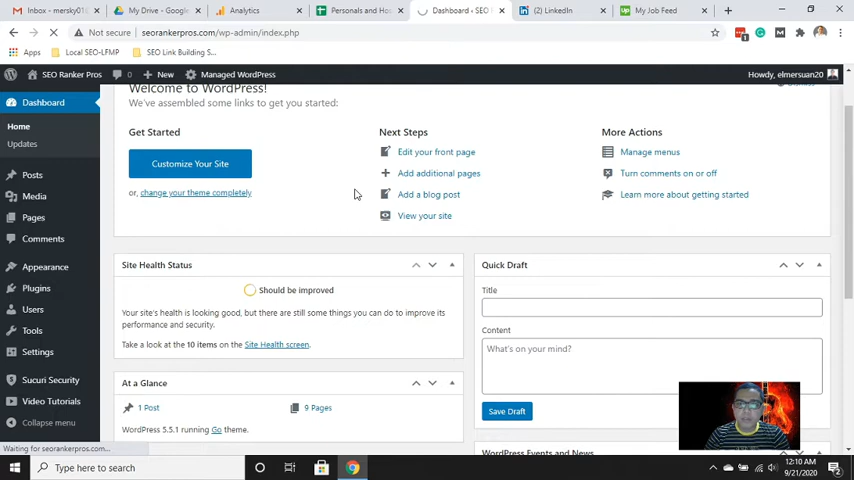 Inbox - mersky01
My Drive - Google
Analytics
Personals and Ho
Dashboard ‹ SEO
(2) LinkedIn
My Job Feed
Not secure | seorankerpros.com/wp-admin/index.php
Apps Local SEO-LFMP SEO Link Building S...
SEO Ranker Pros 0 New Managed WordPress Howdy, elmersuan20
Dashboard
Home
Updates
Posts
Media
Pages
Comments
Appearance
Plugins
Users
Tools
Settings
Sucuri Security
Video Tutorials
Collapse menu
Welcome to WordPress!
We've assembled some links to get you started:
Get Started
Customize Your Site
or, change your theme completely
Next Steps
Edit your front page
Add additional pages
Add a blog post
View your site
More Actions
Manage menus
Turn comments on or off
Learn more about getting started
Site Health Status
Should be improved
Your site's health is looking good, but there are still some things you can do to improve its
performance and security.
Take a look at the 10 items on the Site Health screen.
At a Glance
1 Post 9 Pages
WordPress 5.5.1 running Go theme.
Quick Draft
Title
Content
What's on your mind?
Save Draft
WordPress Events and News
Waiting for seorankerpros.com...
Type here to search
12:10 AM
9/21/2020